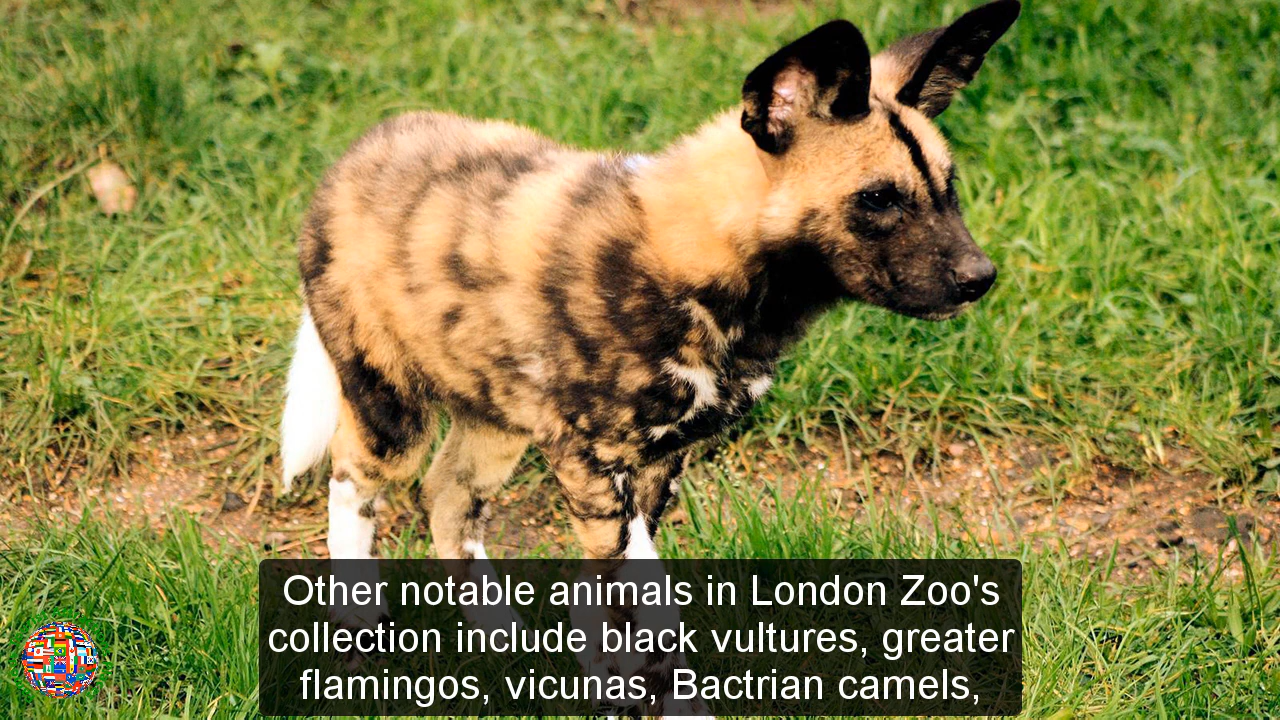 Other notable animals in London Zoo's
collection include black vultures, greater
flamingos, vicunas, Bactrian camels,